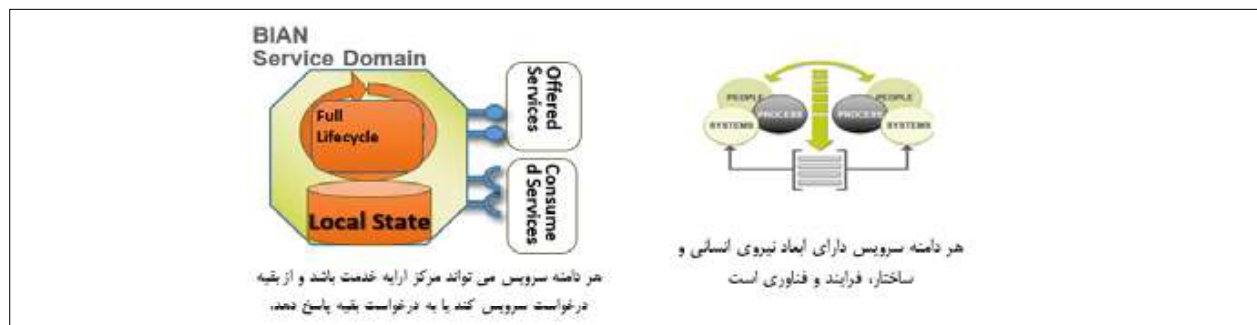 BIAN
Service Domain
Full
Lifecycle
Local State
Offered
Services
Consume
d Services
هر دامنه سرویس می تواند مرکز ارایه خدمت باشد و از بقیه
درخواست سرویس کند یا به درخواست بقیه پاسخ دهد.
PEOPLE
PROCESS
SYSTEMS
PEOPLE
PROCESS
SYSTEMS
هر دامنه سرویس دارای ابعاد نیروی انسانی و
ساختار، فرایند و فناوری است